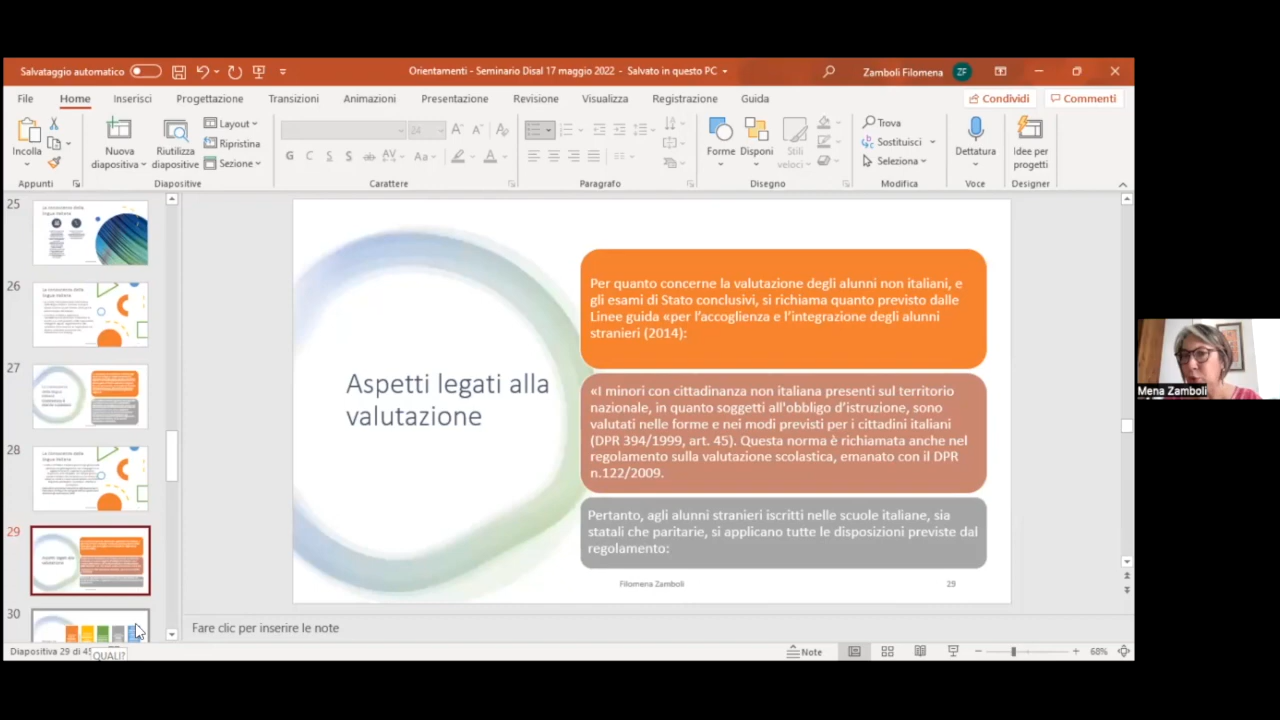 Salvataggio automatico
Orientamenti - Seminario Disal 17 maggio 2022 - Salvato in questo PC
Zamboli Filomena
ZF
File
Home
Inserisci
Progettazione
Transizioni
Animazioni
Presentazione
Revisione
Visualizza
Registrazione
Guida
Condividi
Commenti
Incolla
Appunti
Nuova
diapositiva
Riutilizza
diapositive
Layout
Ripristina
Sezione
Diapositive
24
G C S S ab AV Aa A
Carattere
Paragrafo
Forme
Disponi
Stili
veloci
Disegno
Trova
Sostituisci
Seleziona
Modifica
Dettatura
Voce
Idee per
progetti
Designer
25
26
27
28
29
30
Aspetti legati alla
valutazione
Per quanto concerne la valutazione degli alunni non italiani, e
gli esami di Stato conclusivi, si richiama quanto previsto dalle
Linee guida «per l'accoglienza e l'integrazione degli alunni
stranieri (2014):
«I minori con cittadinanza non italiana presenti sul territorio
nazionale, in quanto soggetti all'obbligo d'istruzione, sono
valutati nelle forme e nei modi previsti per i cittadini italiani
(DPR 394/1999, art. 45). Questa norma è richiamata anche nel
regolamento sulla valutazione scolastica, emanato con il DPR
n.122/2009.
Pertanto, agli alunni stranieri iscritti nelle scuole italiane, sia
statali che paritarie, si applicano tutte le disposizioni previste dal
regolamento:
Filomena Zamboli
29
Mena Zamboli
Fare clic per inserire le note
Diapositiva 29 di 45
QUALI?
Note
68%